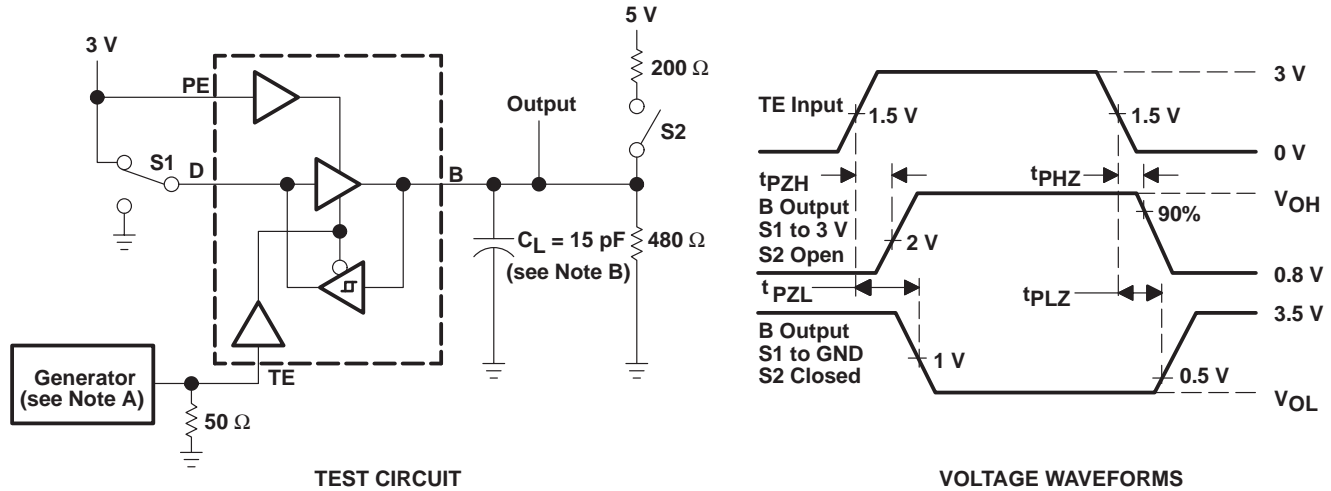 5 V
3 V
200 Ω
PE
Output
S2
S1
D
B
CL = 15 pF
(see Note B)
480 Ω
TE
Generator
(see Note A)
50 Ω
TEST CIRCUIT
3 V
TE Input
1.5 V
1.5 V
0 V
tPZH
tPHZ
VOH
B Output
S1 to 3 V
S2 Open
90%
2 V
0.8 V
tPZL
tPLZ
3.5 V
B Output
S1 to GND
S2 Closed
1 V
0.5 V
VOL
VOLTAGE WAVEFORMS